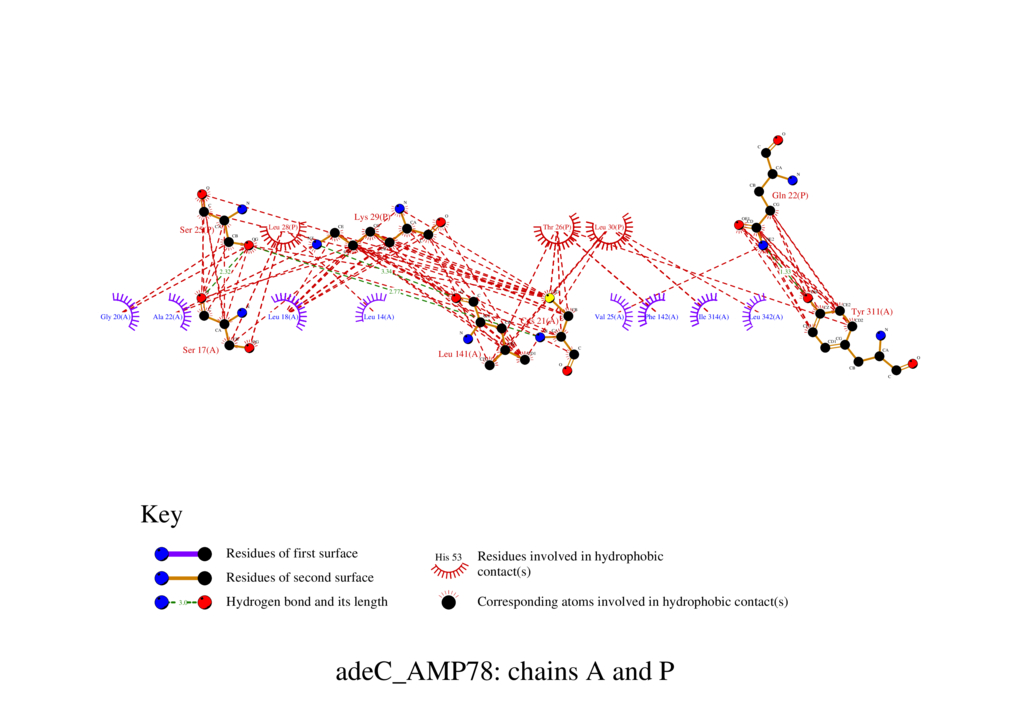 Gln 22(P)
Lys 29(P)
Ser 25(P)
Leu 28(P)
Thr 26(P)
Leu 30(P)
2.32
3.34
2.77
3.33
Gly 20(A)
Ala 22(A)
Leu 18(A)
Leu 14(A)
21(A)
Val 25(A)
Phe 142(A)
Ile 314(A)
Leu 342(A)
Tyr 311(A)
Ser 17(A)
Leu 141(A)
Key
Residues of first surface
Residues of second surface
3.0
Hydrogen bond and its length
His 53
Residues involved in hydrophobic
contact(s)
Corresponding atoms involved in hydrophobic contact(s)
adeC_AMP78: chains A and P